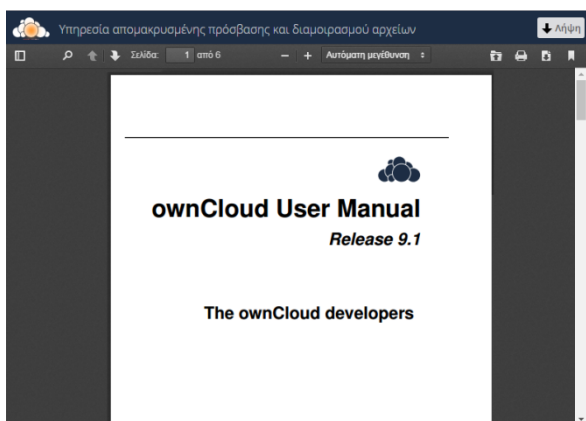 Υπηρεσία απομακρυσμένης πρόσβασης και διαμοιρασμού αρχείων
Λήψη
Σελίδα: 1 από 6 Αυτόματη μεγέθυνση
ownCloud User Manual
Release 9.1
The ownCloud developers